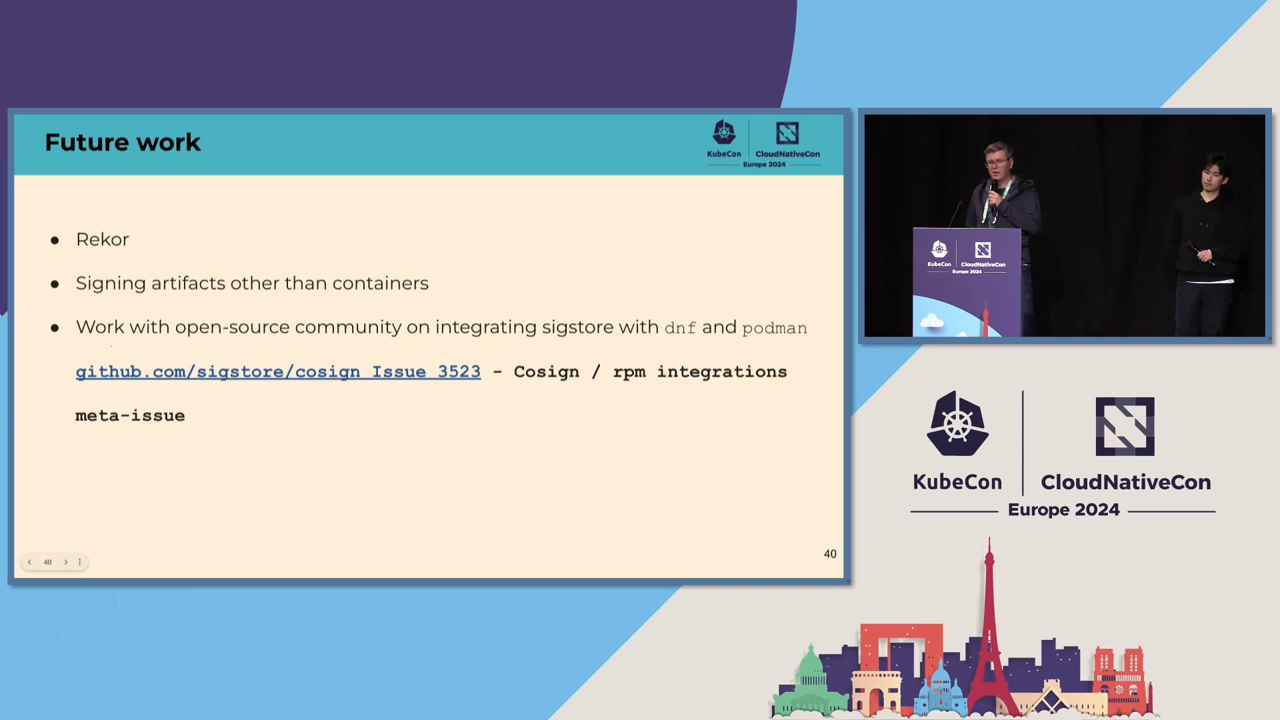 Future work
KubeCon
CloudNativeCon
Europe 2024
● Rekor
● Signing artifacts other than containers
● Work with open-source community on integrating sigstore with dnf and podman
github.com/sigstore/cosign Issue 3523 - Cosign / rpm integrations
meta-issue
40
40
KubeCon
CloudNativeCon
Europe 2024
KubeCon
CloudNativeCon
Europe 2024